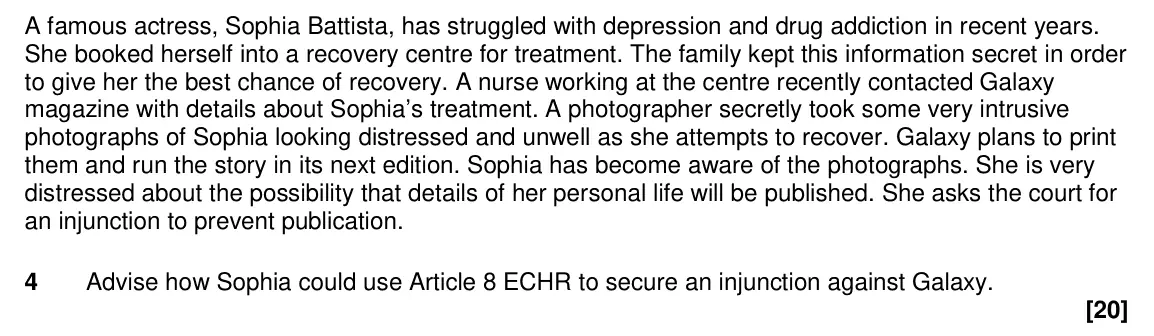 A famous actress, Sophia Battista, has struggled with depression and drug addiction in recent years.
She booked herself into a recovery centre for treatment. The family kept this information secret in order
to give her the best chance of recovery. A nurse working at the centre recently contacted Galaxy
magazine with details about Sophia’s treatment. A photographer secretly took some very intrusive
photographs of Sophia looking distressed and unwell as she attempts to recover. Galaxy plans to print
them and run the story in its next edition. Sophia has become aware of the photographs. She is very
distressed about the possibility that details of her personal life will be published. She asks the court for
an injunction to prevent publication.
4 Advise how Sophia could use Article 8 ECHR to secure an injunction against Galaxy.
[20]